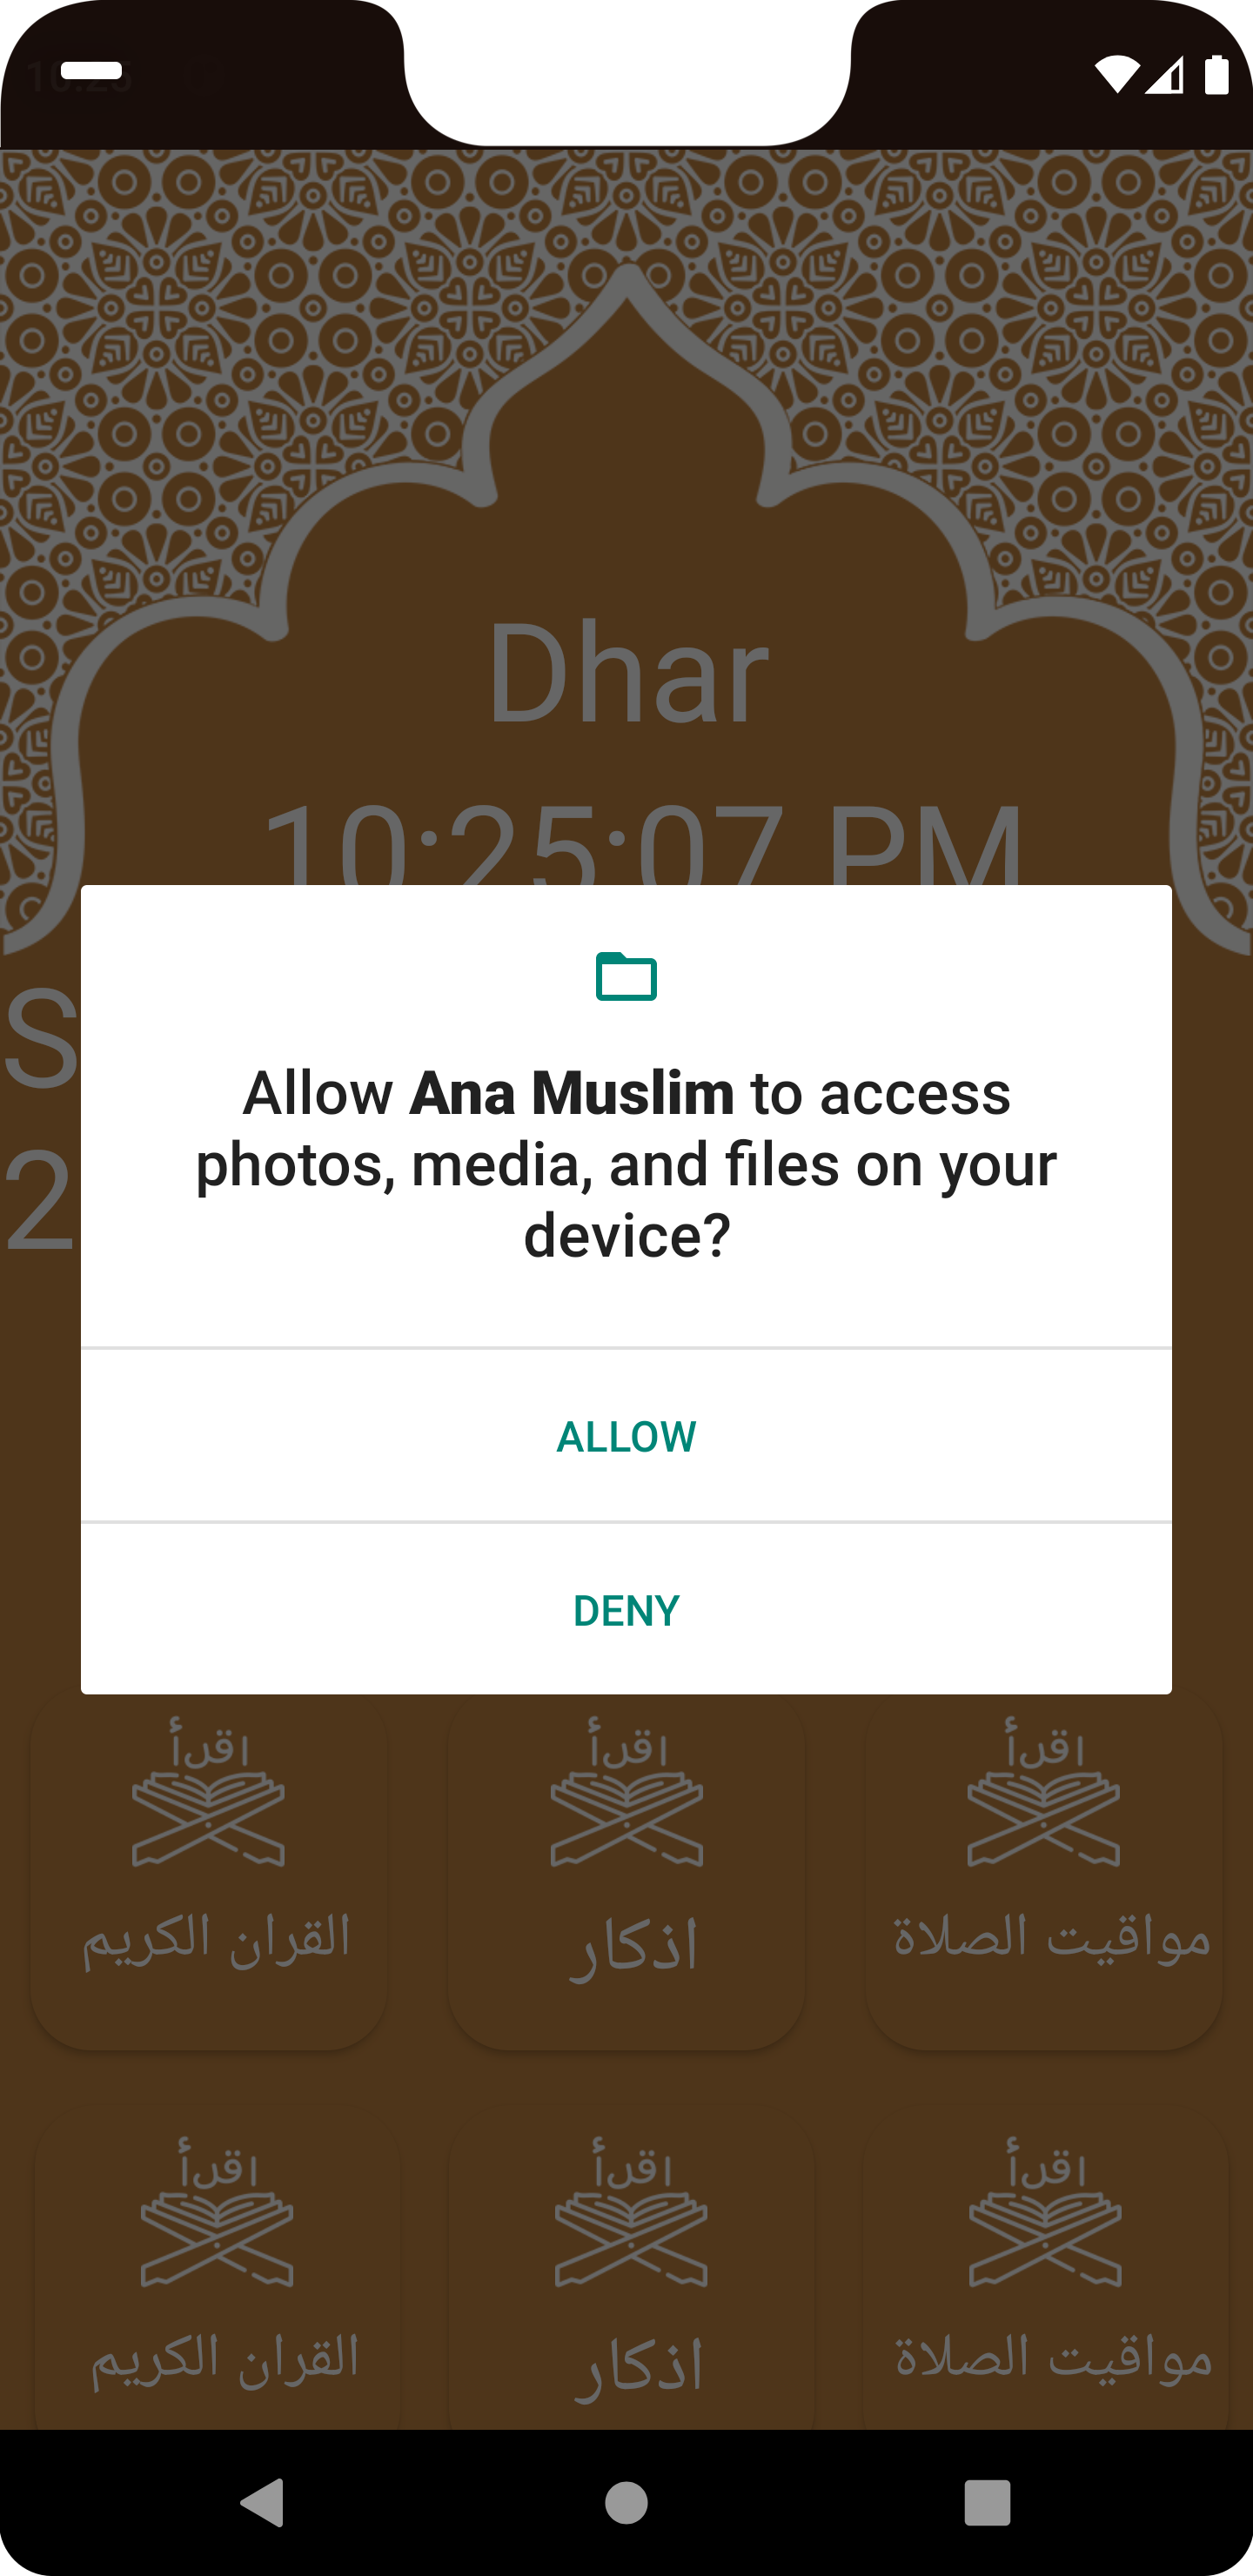 Dhar
10:25:07 PM
S
2
Allow Ana Muslim to access
photos, media, and files on your
device?
ALLOW
DENY
اقرأ
اقرأ
اقرأ
مواقيت الصلاة
اذكار
القران الكريم
اقرأ
اقرأ
اقرأ
مواقيت الصلاة
اذكار
القران الكريم